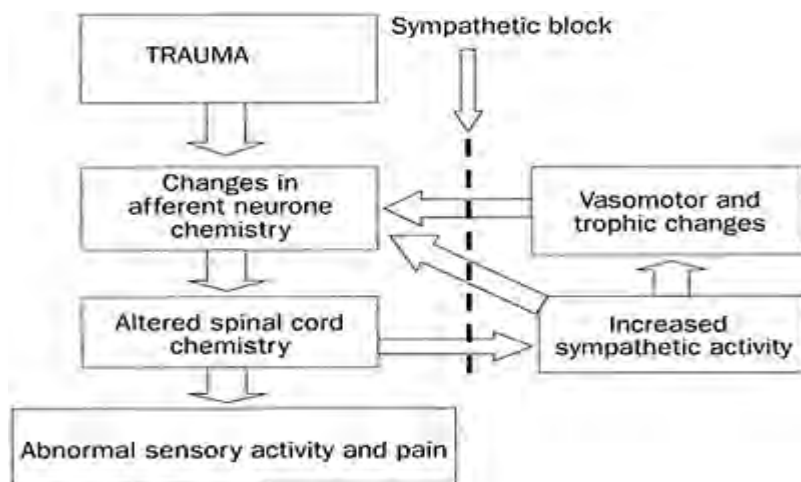 Sympathetic block
TRAUMA
Changes in
afferent neurone
chemistry
Vasomotor and
trophic changes
Altered spinal cord
chemistry
Increased
sympathetic activity
Abnormal sensory activity and pain